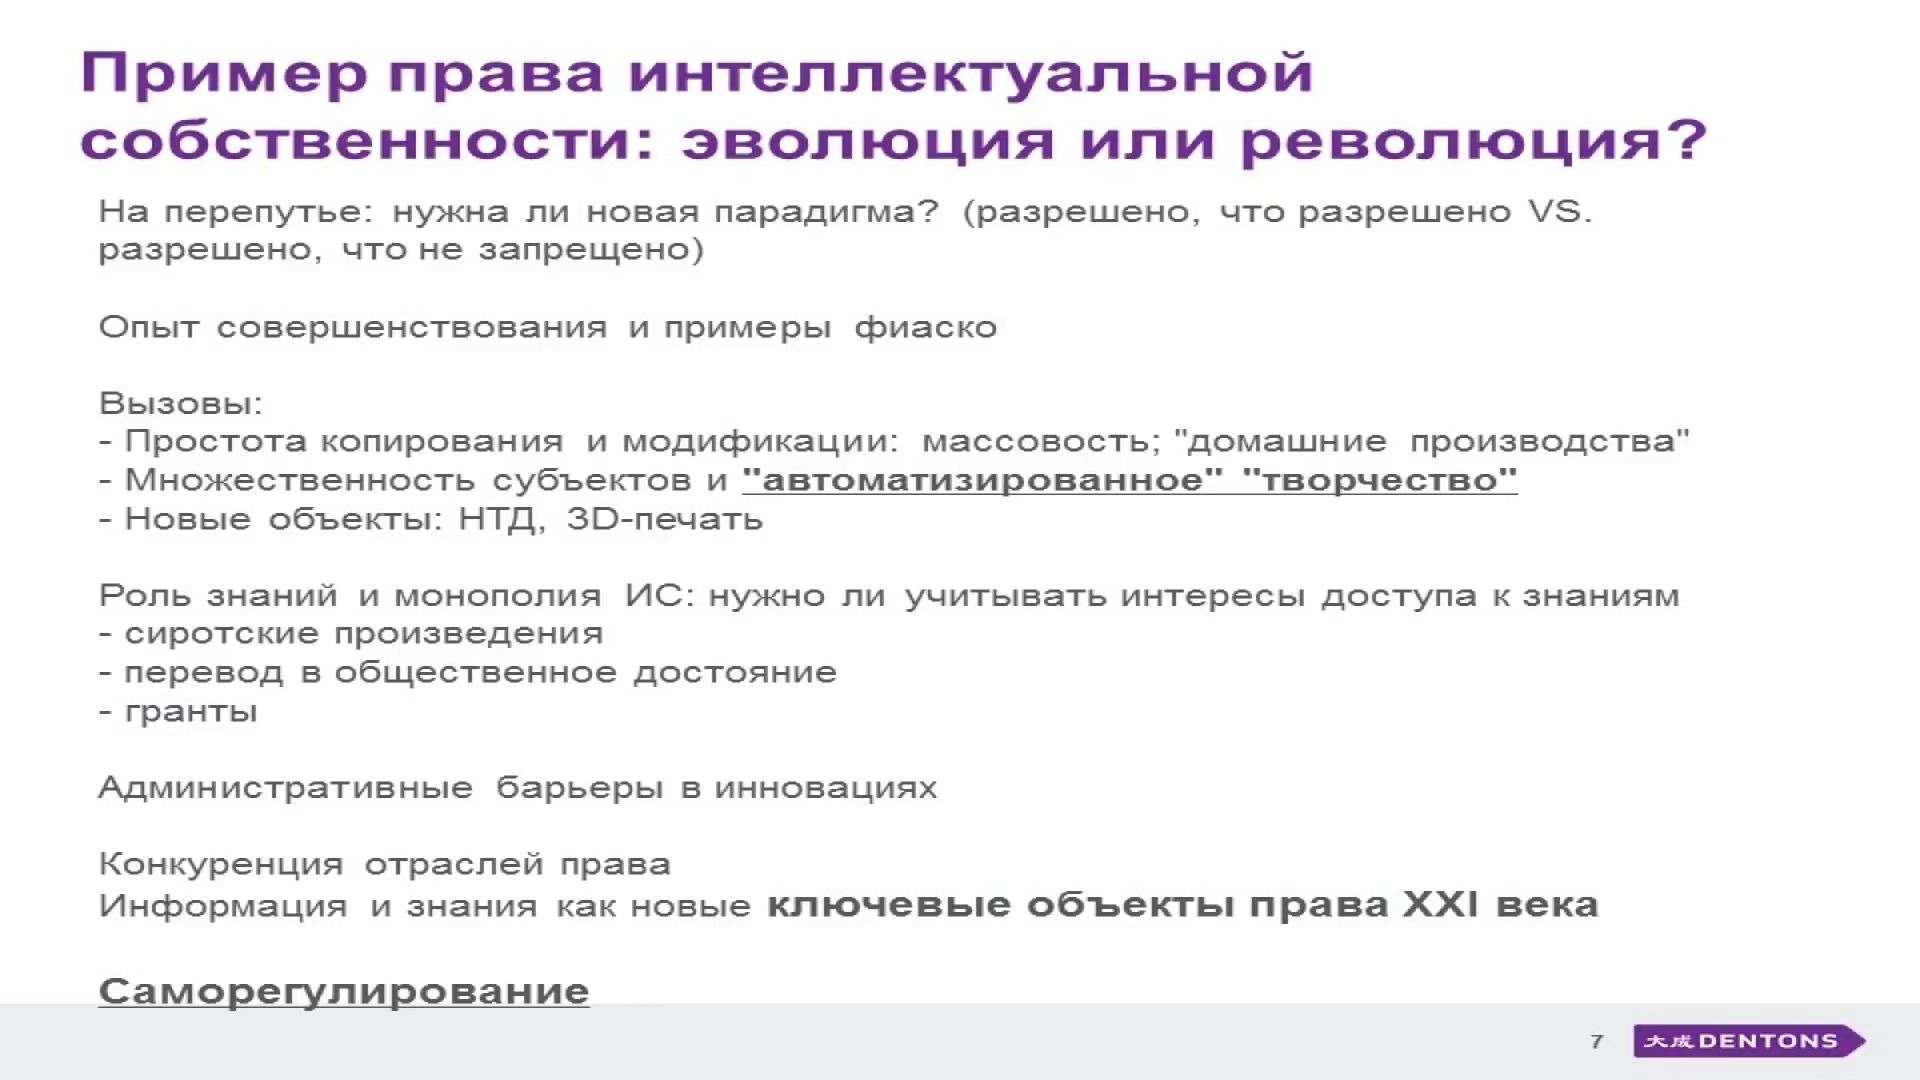 Пример права интеллектуальной
собственности: эволюция или революция?
На перепутье: нужна ли новая парадигма? (разрешено, что разрешено VS.
разрешено, что не запрещено)
Опыт совершенствования и примеры фиаско
Вызовы:
- Простота копирования и модификации: массовость; "домашние производства"
- Множественность субъектов и "автоматизированное" "творчество"
- Новые объекты: НТД, 3D-печать
Роль знаний и монополия ИС: нужно ли учитывать интересы доступа к знаниям
- сиротские произведения
- перевод в общественное достояние
- гранты
Административные барьеры в инновациях
Конкуренция отраслей права
Информация и знания как новые ключевые объекты права XXI века
Саморегулирование
7
大成 DENTONS